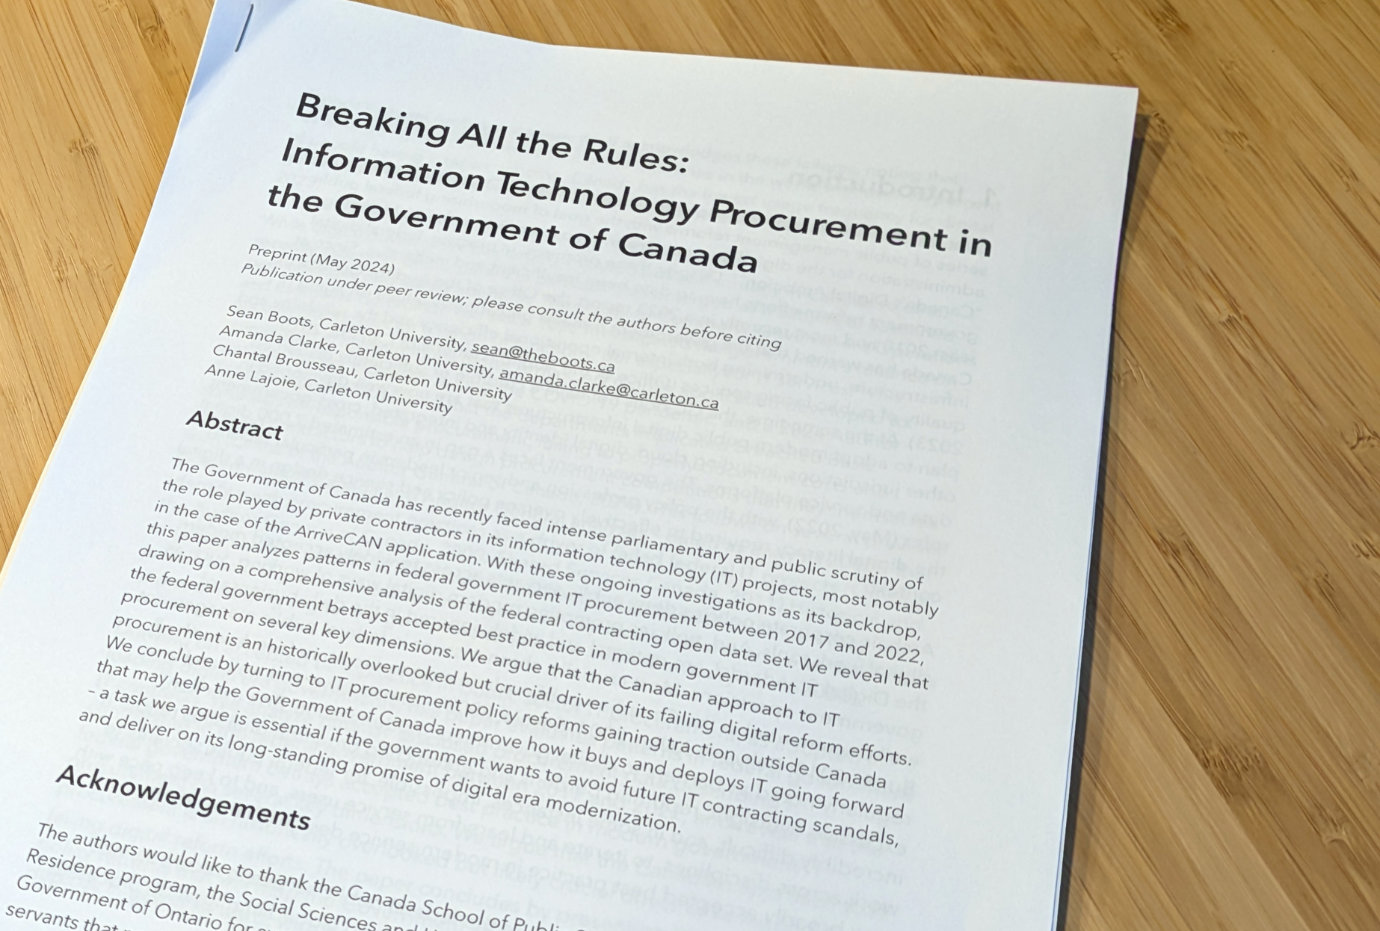 Breaking All the Rules:
Information Technology Procurement in
the Government of Canada
Preprint (May 2024)
Publication under peer review; please consult the authors before citing
Sean Boots, Carleton University, sean@theboots.ca
Amanda Clarke, Carleton University, amanda.clarke@carleton.ca
Chantal Brousseau, Carleton University
Anne Lajoie, Carleton University
Abstract
The Government of Canada has recently faced intense parliamentary and public scrutiny of
the role played by private contractors in its information technology (IT) projects, most notably
in the case of the ArriveCAN application. With these ongoing investigations as its backdrop,
this paper analyzes patterns in federal government IT procurement between 2017 and 2022,
drawing on a comprehensive analysis of the federal contracting open data set. We reveal that
the federal government betrays accepted best practice in modern government IT
procurement on several key dimensions. We argue that the Canadian approach to IT
procurement is an historically overlooked but crucial driver of its failing digital reform efforts.
We conclude by turning to IT procurement policy reforms gaining traction outside Canada
that may help the Government of Canada improve how it buys and deploys IT going forward
– a task we argue is essential if the government wants to avoid future IT contracting scandals,
and deliver on its long-standing promise of digital era modernization.
Acknowledgements
The authors would like to thank the Canada School of
Residence program, the Social Sciences and
Government of Ontario for
servants that